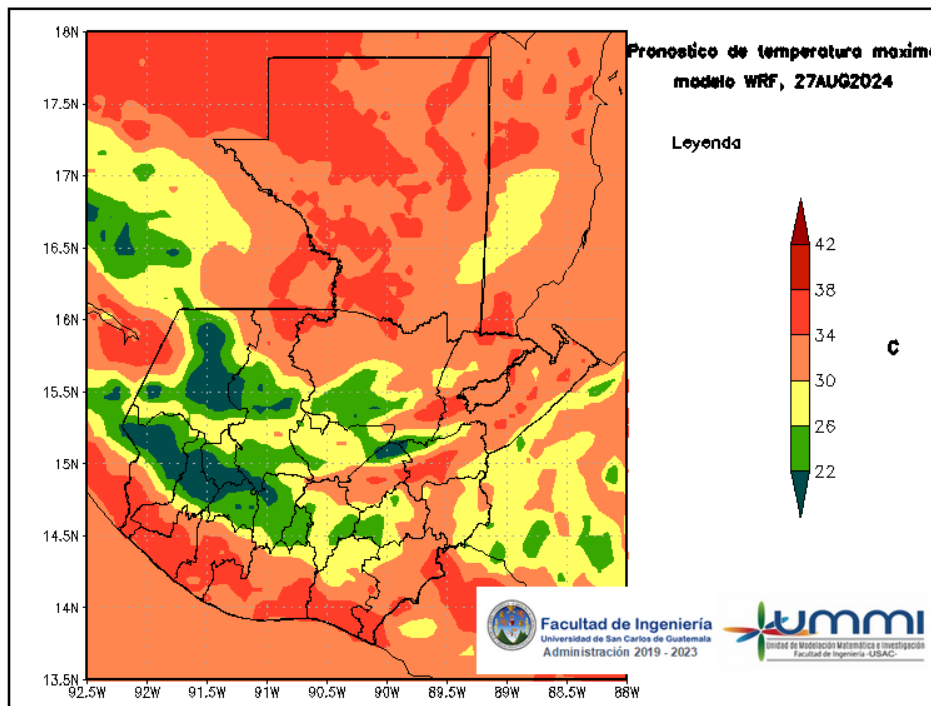 Pronostico de temperatura maxima
modelo WRF, 27AUG2024
Leyenda
42
38
34
30
26
22
C
18N
17.5N
17N
16.5N
16N
15.5N
15N
14.5N
14N
13.5N
92.5W 92W 91.5W 91W 90.5W 90W 89.5W 89W 88.5W 88W
Facultad de Ingeniería
Universidad de San Carlos de Guatemala
Administración 2019 - 2023
ummi
Unidad de Modelación Matemática e Investigación
Facultad de Ingeniería -USAC-